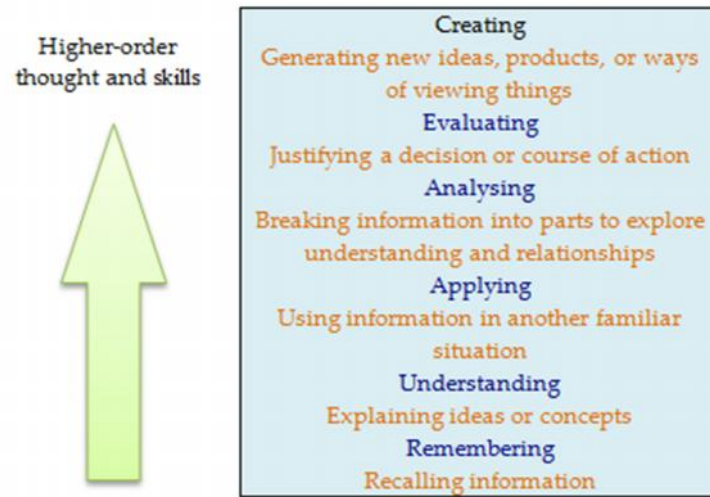 Higher-order
thought and skills
Creating
Generating new ideas, products, or ways
of viewing things
Evaluating
Justifying a decision or course of action
Analysing
Breaking information into parts to explore
understanding and relationships
Applying
Using information in another familiar
situation
Understanding
Explaining ideas or concepts
Remembering
Recalling information